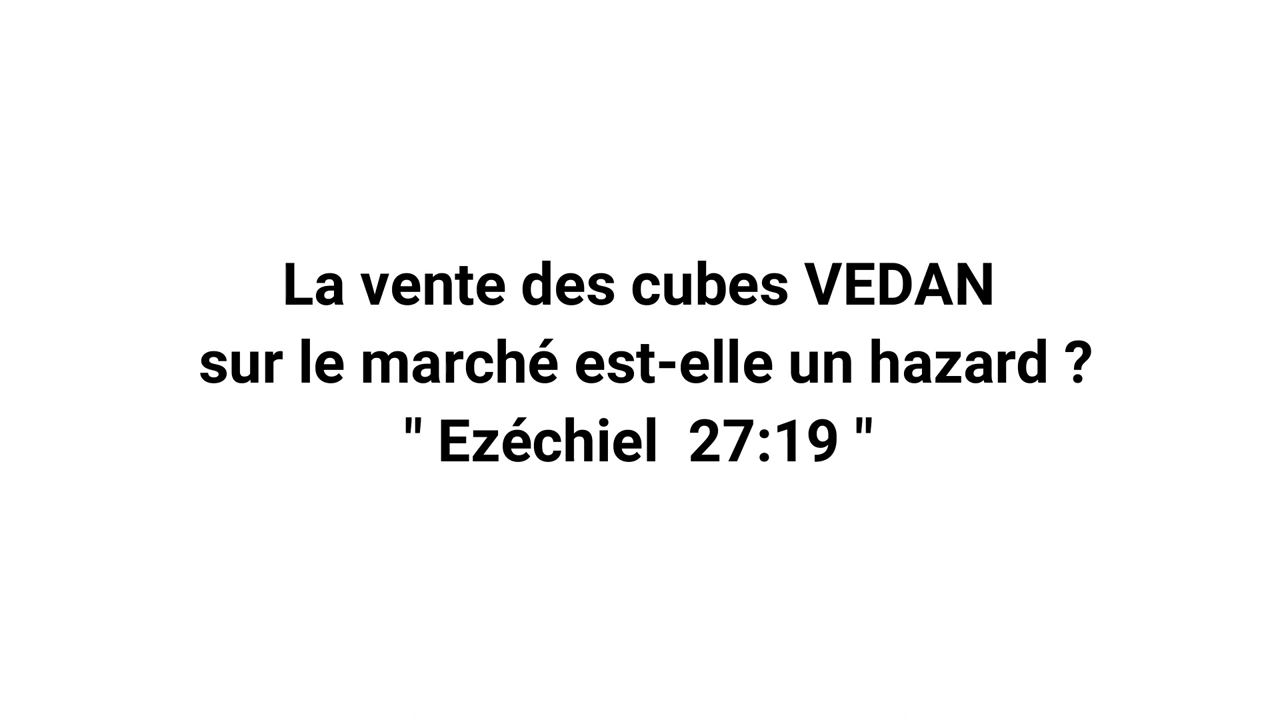 La vente des cubes VEDAN
sur le marché est-elle un hazard ?
" Ezéchiel  27:19 "